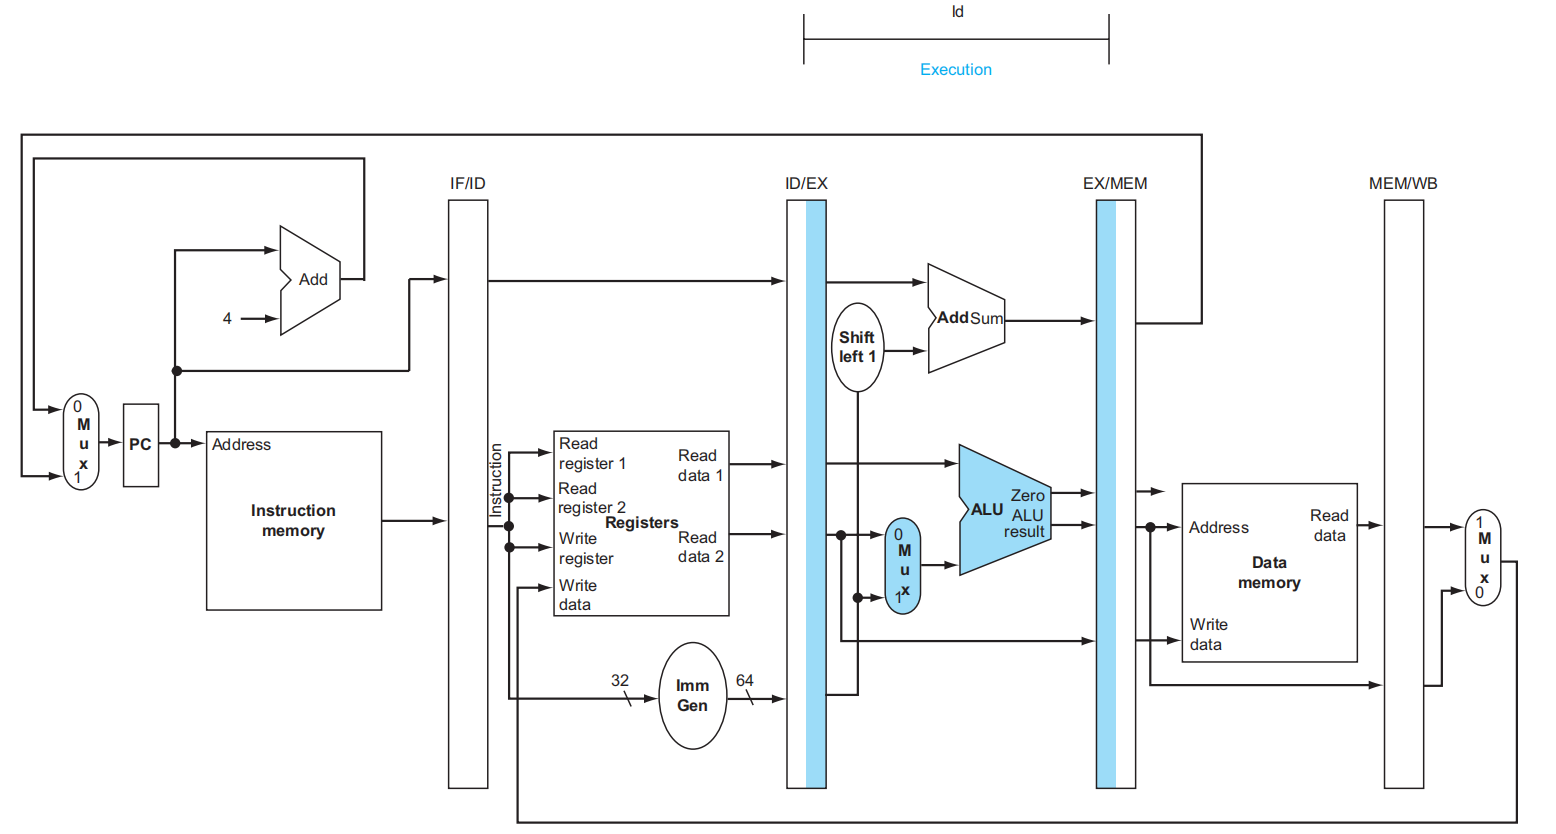 ld
Execution
IF/ID
ID/EX
EX/MEM
MEM/WB
Add
4
Add Sum
Shift
left 1
0
M
u
x
1
PC
Address
Instruction
memory
Instruction
Read
register 1
Read
register 2
Write
register
Write
data
Registers
Read
data 1
Read
data 2
0
M
u
x
1
ALU
Zero
ALU
result
Address
Write
data
Data
memory
Read
data
1
M
u
x
0
32
Imm
Gen
64